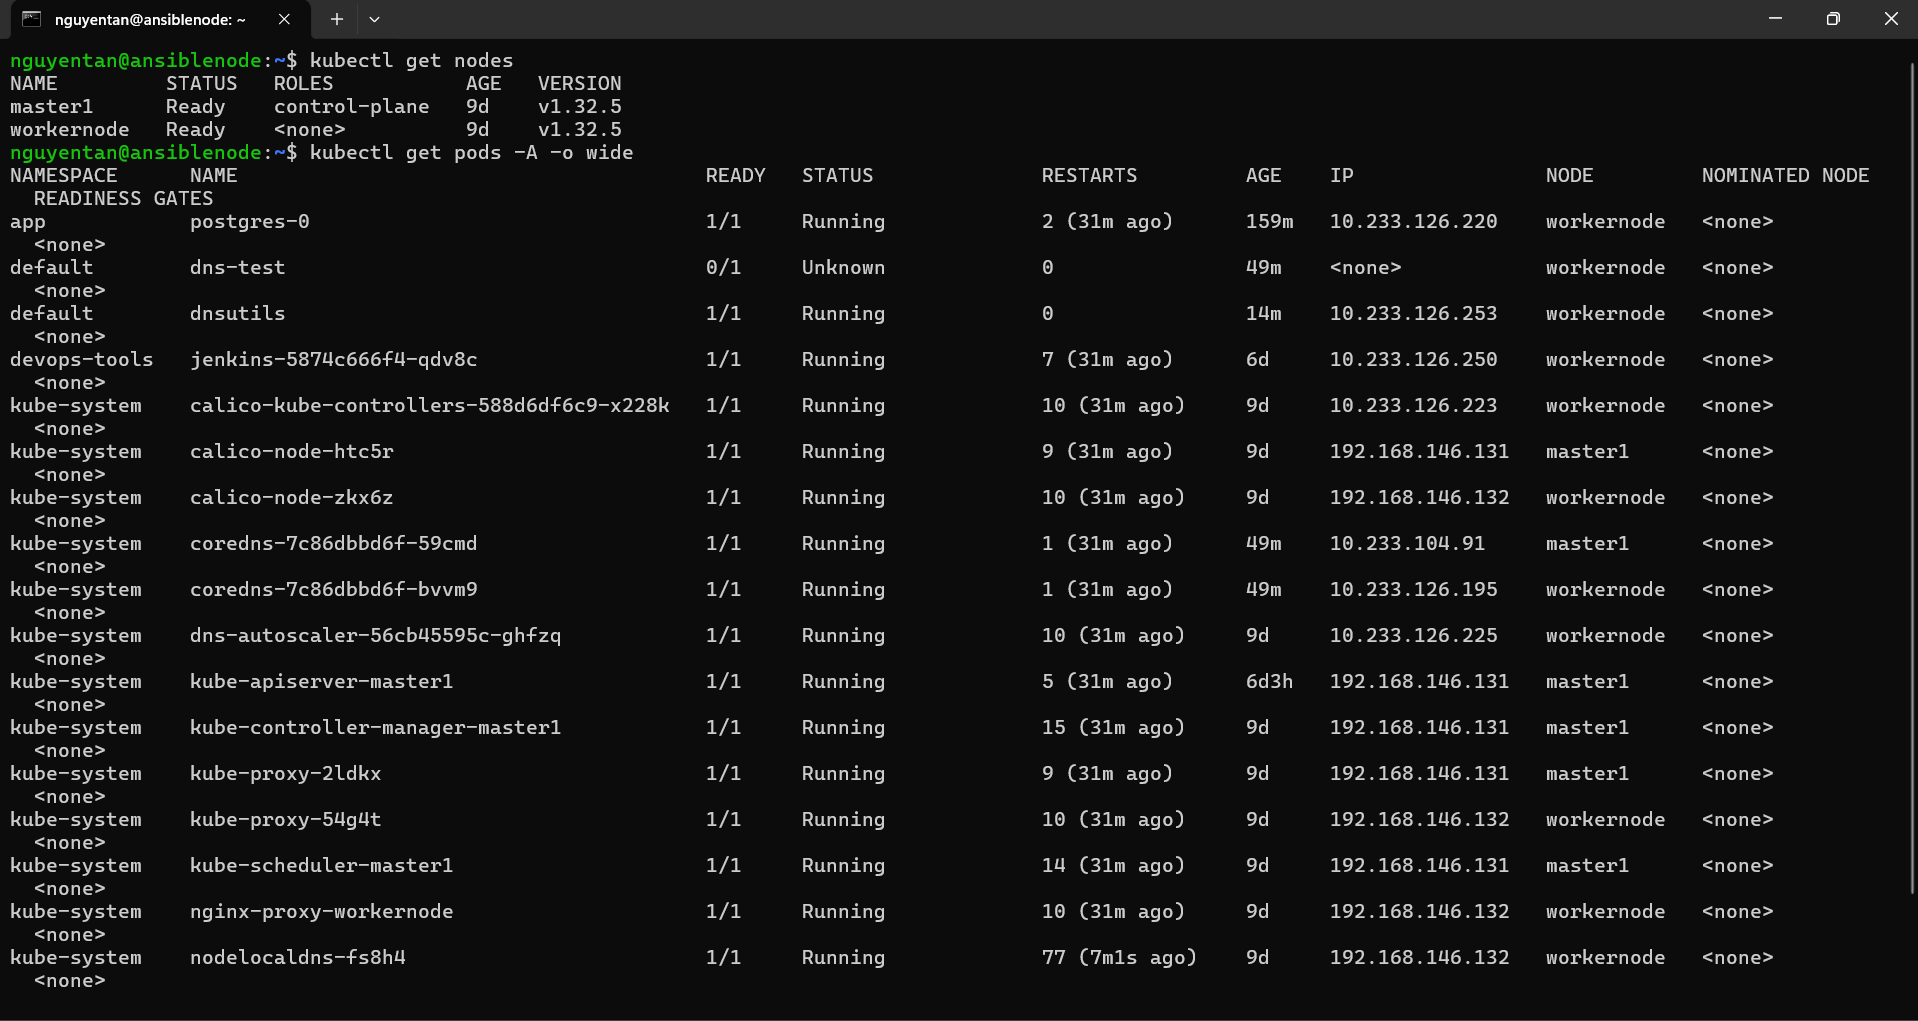 nguyentan@ansiblenode: ~
nguyentan@ansiblenode:~$ kubectl get nodes
NAME         STATUS   ROLES           AGE   VERSION
master1      Ready    control-plane   9d    v1.32.5
workernode   Ready    <none>          9d    v1.32.5
nguyentan@ansiblenode:~$ kubectl get pods -A -o wide
NAMESPACE      NAME                                       READY   STATUS              RESTARTS         AGE    IP                NODE         NOMINATED NODE
  READINESS GATES
app            postgres-0                                 1/1     Running             2 (31m ago)      159m   10.233.126.220    workernode   <none>
  <none>
default        dns-test                                   0/1     Unknown             0                49m    <none>            workernode   <none>
  <none>
default        dnsutils                                   1/1     Running             0                14m    10.233.126.253    workernode   <none>
  <none>
devops-tools   jenkins-5874c666f4-qdv8c                   1/1     Running             7 (31m ago)      6d     10.233.126.250    workernode   <none>
  <none>
kube-system    calico-kube-controllers-588d6df6c9-x228k   1/1     Running             10 (31m ago)     9d     10.233.126.223    workernode   <none>
  <none>
kube-system    calico-node-htc5r                          1/1     Running             9 (31m ago)      9d     192.168.146.131   master1      <none>
  <none>
kube-system    calico-node-zkx6z                          1/1     Running             10 (31m ago)     9d     192.168.146.132   workernode   <none>
  <none>
kube-system    coredns-7c86dbbd6f-59cmd                   1/1     Running             1 (31m ago)      49m    10.233.104.91     master1      <none>
  <none>
kube-system    coredns-7c86dbbd6f-bvvm9                   1/1     Running             1 (31m ago)      49m    10.233.126.195    workernode   <none>
  <none>
kube-system    dns-autoscaler-56cb45595c-ghfzq            1/1     Running             10 (31m ago)     9d     10.233.126.225    workernode   <none>
  <none>
kube-system    kube-apiserver-master1                     1/1     Running             5 (31m ago)      6d3h   192.168.146.131   master1      <none>
  <none>
kube-system    kube-controller-manager-master1            1/1     Running             15 (31m ago)     9d     192.168.146.131   master1      <none>
  <none>
kube-system    kube-proxy-2ldkx                           1/1     Running             9 (31m ago)      9d     192.168.146.131   master1      <none>
  <none>
kube-system    kube-proxy-54g4t                           1/1     Running             10 (31m ago)     9d     192.168.146.132   workernode   <none>
  <none>
kube-system    kube-scheduler-master1                     1/1     Running             14 (31m ago)     9d     192.168.146.131   master1      <none>
  <none>
kube-system    nginx-proxy-workernode                     1/1     Running             10 (31m ago)     9d     192.168.146.132   workernode   <none>
  <none>
kube-system    nodelocaldns-fs8h4                         1/1     Running             77 (7m1s ago)    9d     192.168.146.132   workernode   <none>
  <none>